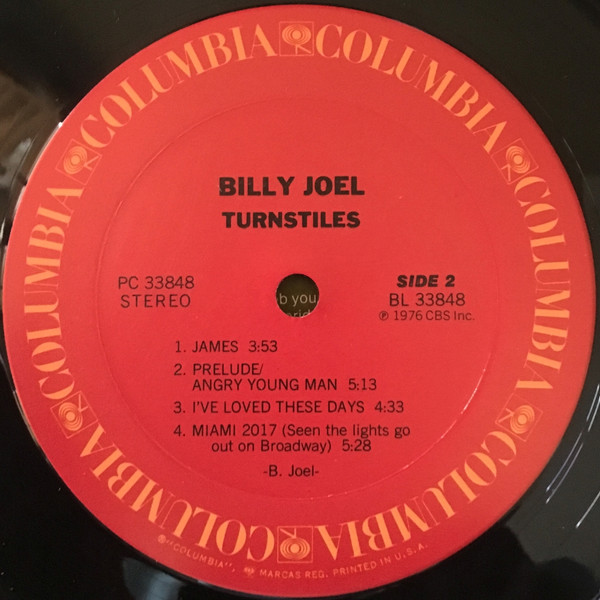 COLUMBIA COLUMBIA COLUMBIA COLUMBIA COLUMBIA COLUMBIA COLUMBIA
BILLY JOEL
TURNSTILES
PC 33848
STEREO
SIDE 2
BL 33848
℗ 1976 CBS Inc.
b you
1. JAMES 3:53
2. PRELUDE/
ANGRY YOUNG MAN 5:13
3. I'VE LOVED THESE DAYS 4:33
4. MIAMI 2017 (Seen the lights go
out on Broadway) 5:28
-B. Joel-
®"COLUMBIA", MARCAS REG. PRINTED IN U.S.A.